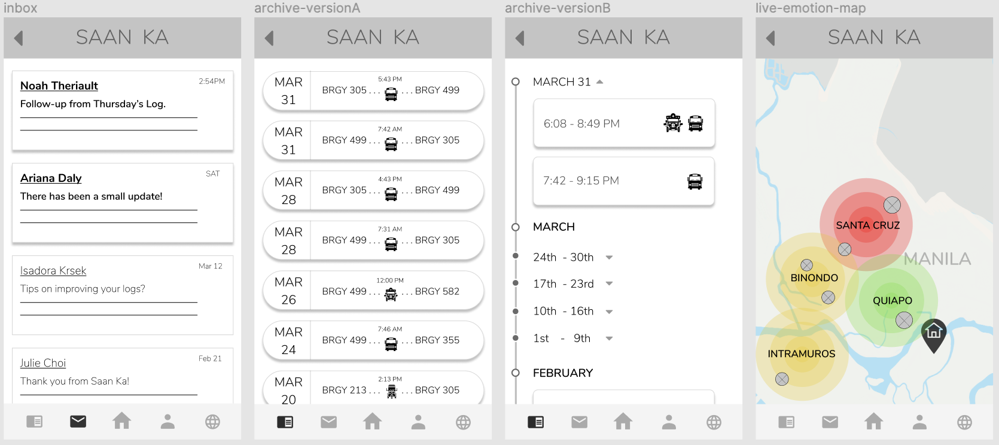 inbox
SAAN KA
Noah Theriault
2:54PM
Follow-up from Thursday's Log.
Ariana Daly
SAT
There has been a small update!
Isadora Krsek
Mar 12
Tips on improving your logs?
Julie Choi
Feb 21
Thank you from Saan Ka!
archive-versionA
SAAN KA
MAR 31
5:43 PM
BRGY 305 . . . . . . BRGY 499
MAR 31
7:42 AM
BRGY 499 . . . . . . BRGY 305
MAR 28
4:43 PM
BRGY 305 . . . . . . BRGY 499
MAR 28
7:31 AM
BRGY 499 . . . . . . BRGY 305
MAR 26
12:00 PM
BRGY 499 . . . . . . BRGY 582
MAR 24
7:46 AM
BRGY 499 . . . . . . BRGY 355
MAR 20
2:13 PM
BRGY 213 . . . . . . BRGY 305
archive-versionB
SAAN KA
MARCH 31
6:08 - 8:49 PM
7:42 - 9:15 PM
MARCH
24th - 30th
17th - 23rd
10th - 16th
1st - 9th
FEBRUARY
live-emotion-map
SAAN KA
SANTA CRUZ
MANILA
BINONDO
QUIAPO
INTRAMUROS